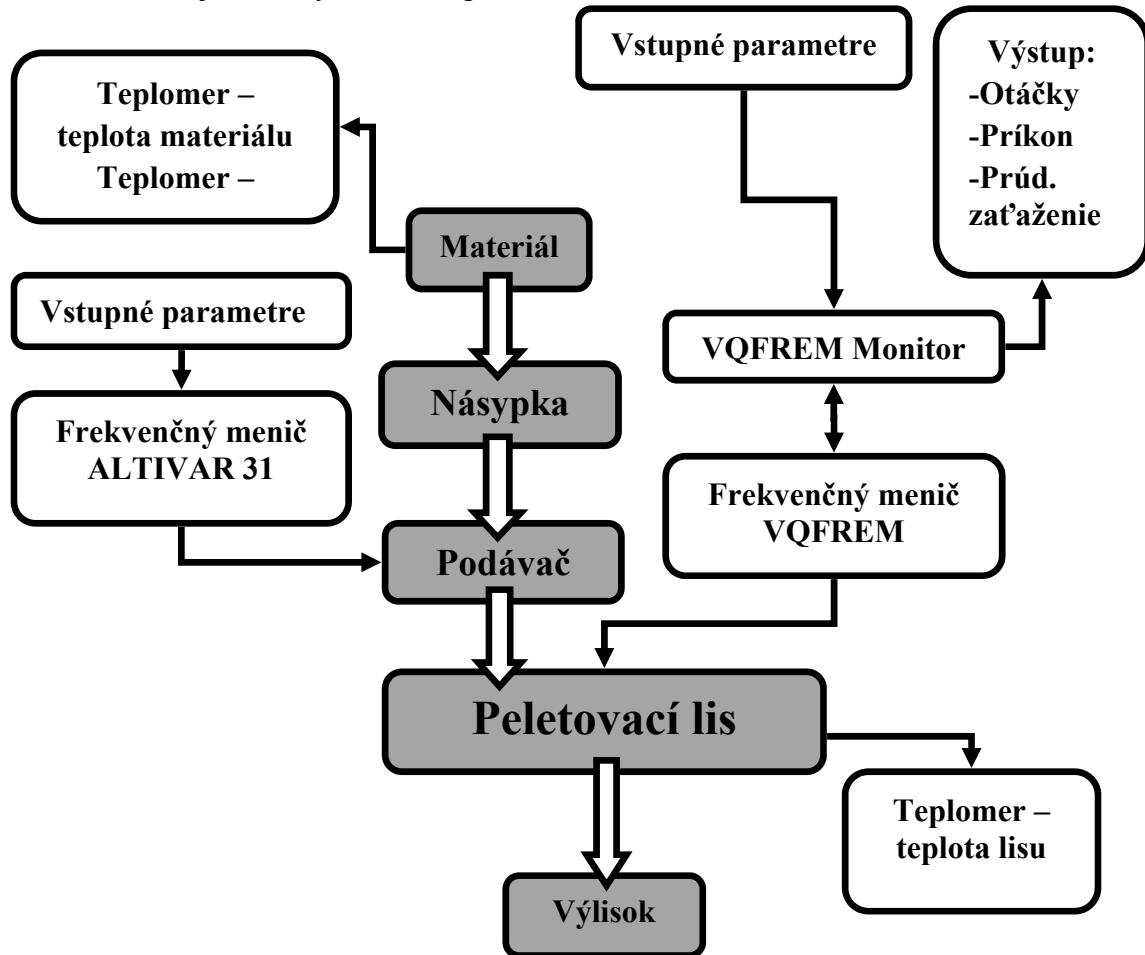 Vstupné parametre
Výstup:
-Otáčky
-Príkon
-Prúd.
zaťaženie
Teplomer –
teplota materiálu
Teplomer –
Materiál
Vstupné parametre
VQFREM Monitor
Násypka
Frekvenčný menič
ALTIVAR 31
Frekvenčný menič
VQFREM
Podávač
Peletovací lis
Teplomer –
teplota lisu
Výlisok